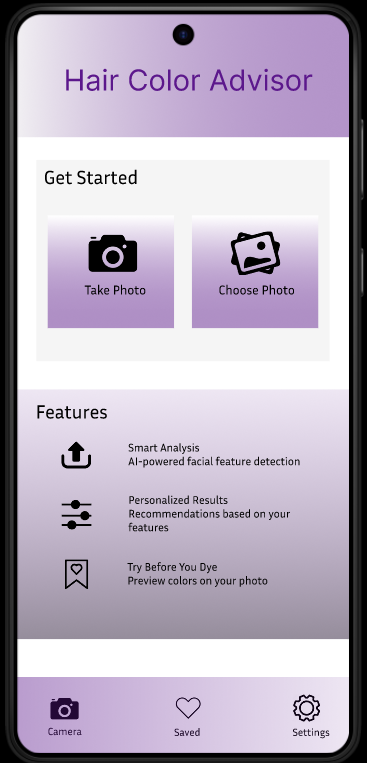 Hair Color Advisor
Get Started
Take Photo
Choose Photo
Features
Smart Analysis
AI-powered facial feature detection
Personalized Results
Recommendations based on your
features
Try Before You Dye
Preview colors on your photo
Camera
Saved
Settings